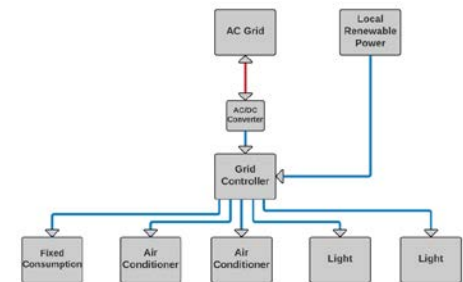 AC Grid
Local
Renewable
Power
AC/DC
Converter
Grid
Controller
Fixed
Consumption
Air
Conditioner
Air
Conditioner
Light
Light